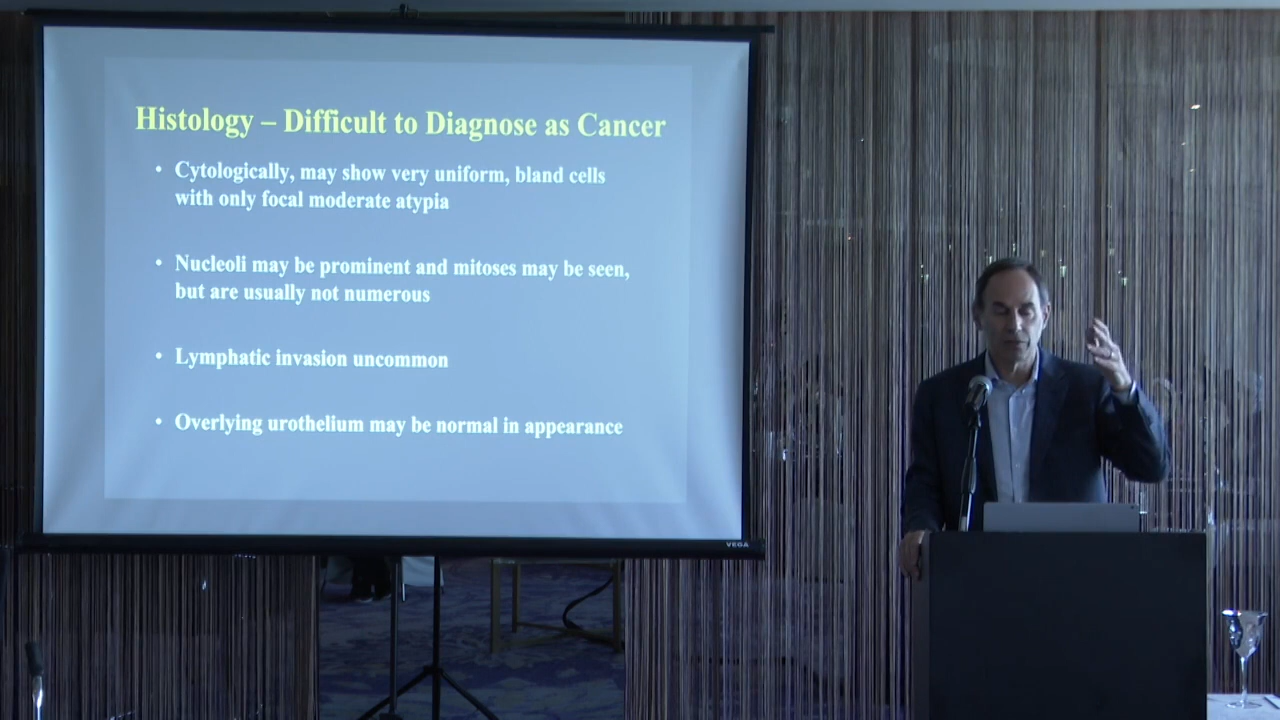 Histology – Difficult to Diagnose as Cancer
• Cytologically, may show very uniform, bland cells
with only focal moderate atypia
• Nucleoli may be prominent and mitoses may be seen,
but are usually not numerous
• Lymphatic invasion uncommon
• Overlying urothelium may be normal in appearance
VEGA